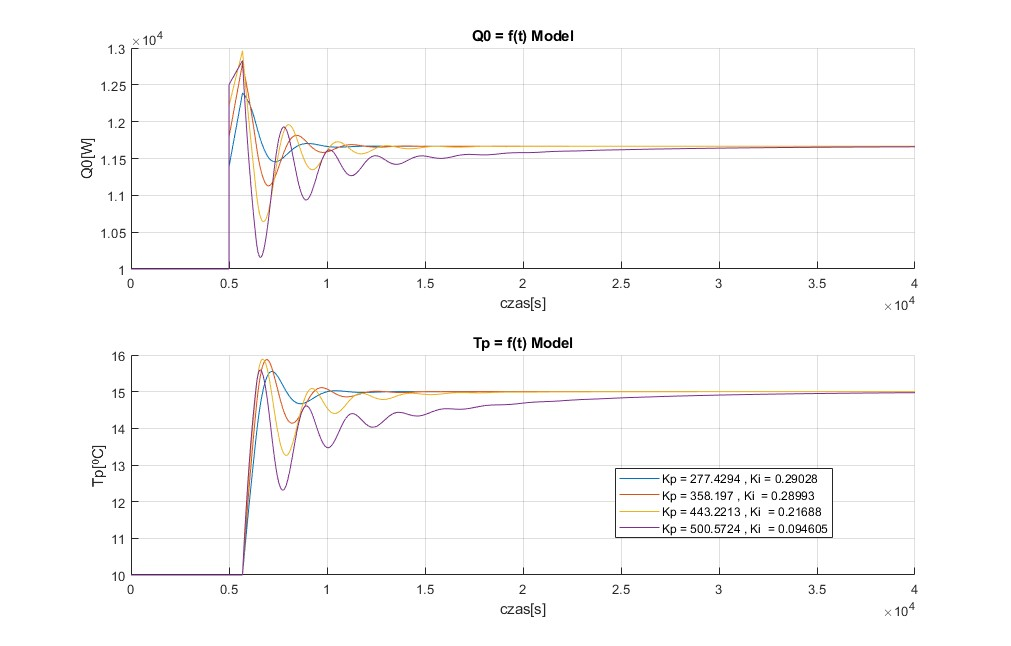 Q0 = f(t) Model
×10⁴
1.3
1.25
1.2
1.15
1.1
1.05
1
Q0[W]
0 0.5 1 1.5 2 2.5 3 3.5 4
czas[s]
×10⁴
Tp = f(t) Model
16
15
14
13
12
11
10
Tp[ºC]
Kp = 277.4294 , Ki = 0.29028
Kp = 358.197 , Ki = 0.28993
Kp = 443.2213 , Ki = 0.21688
Kp = 500.5724 , Ki = 0.094605
0 0.5 1 1.5 2 2.5 3 3.5 4
czas[s]
×10⁴